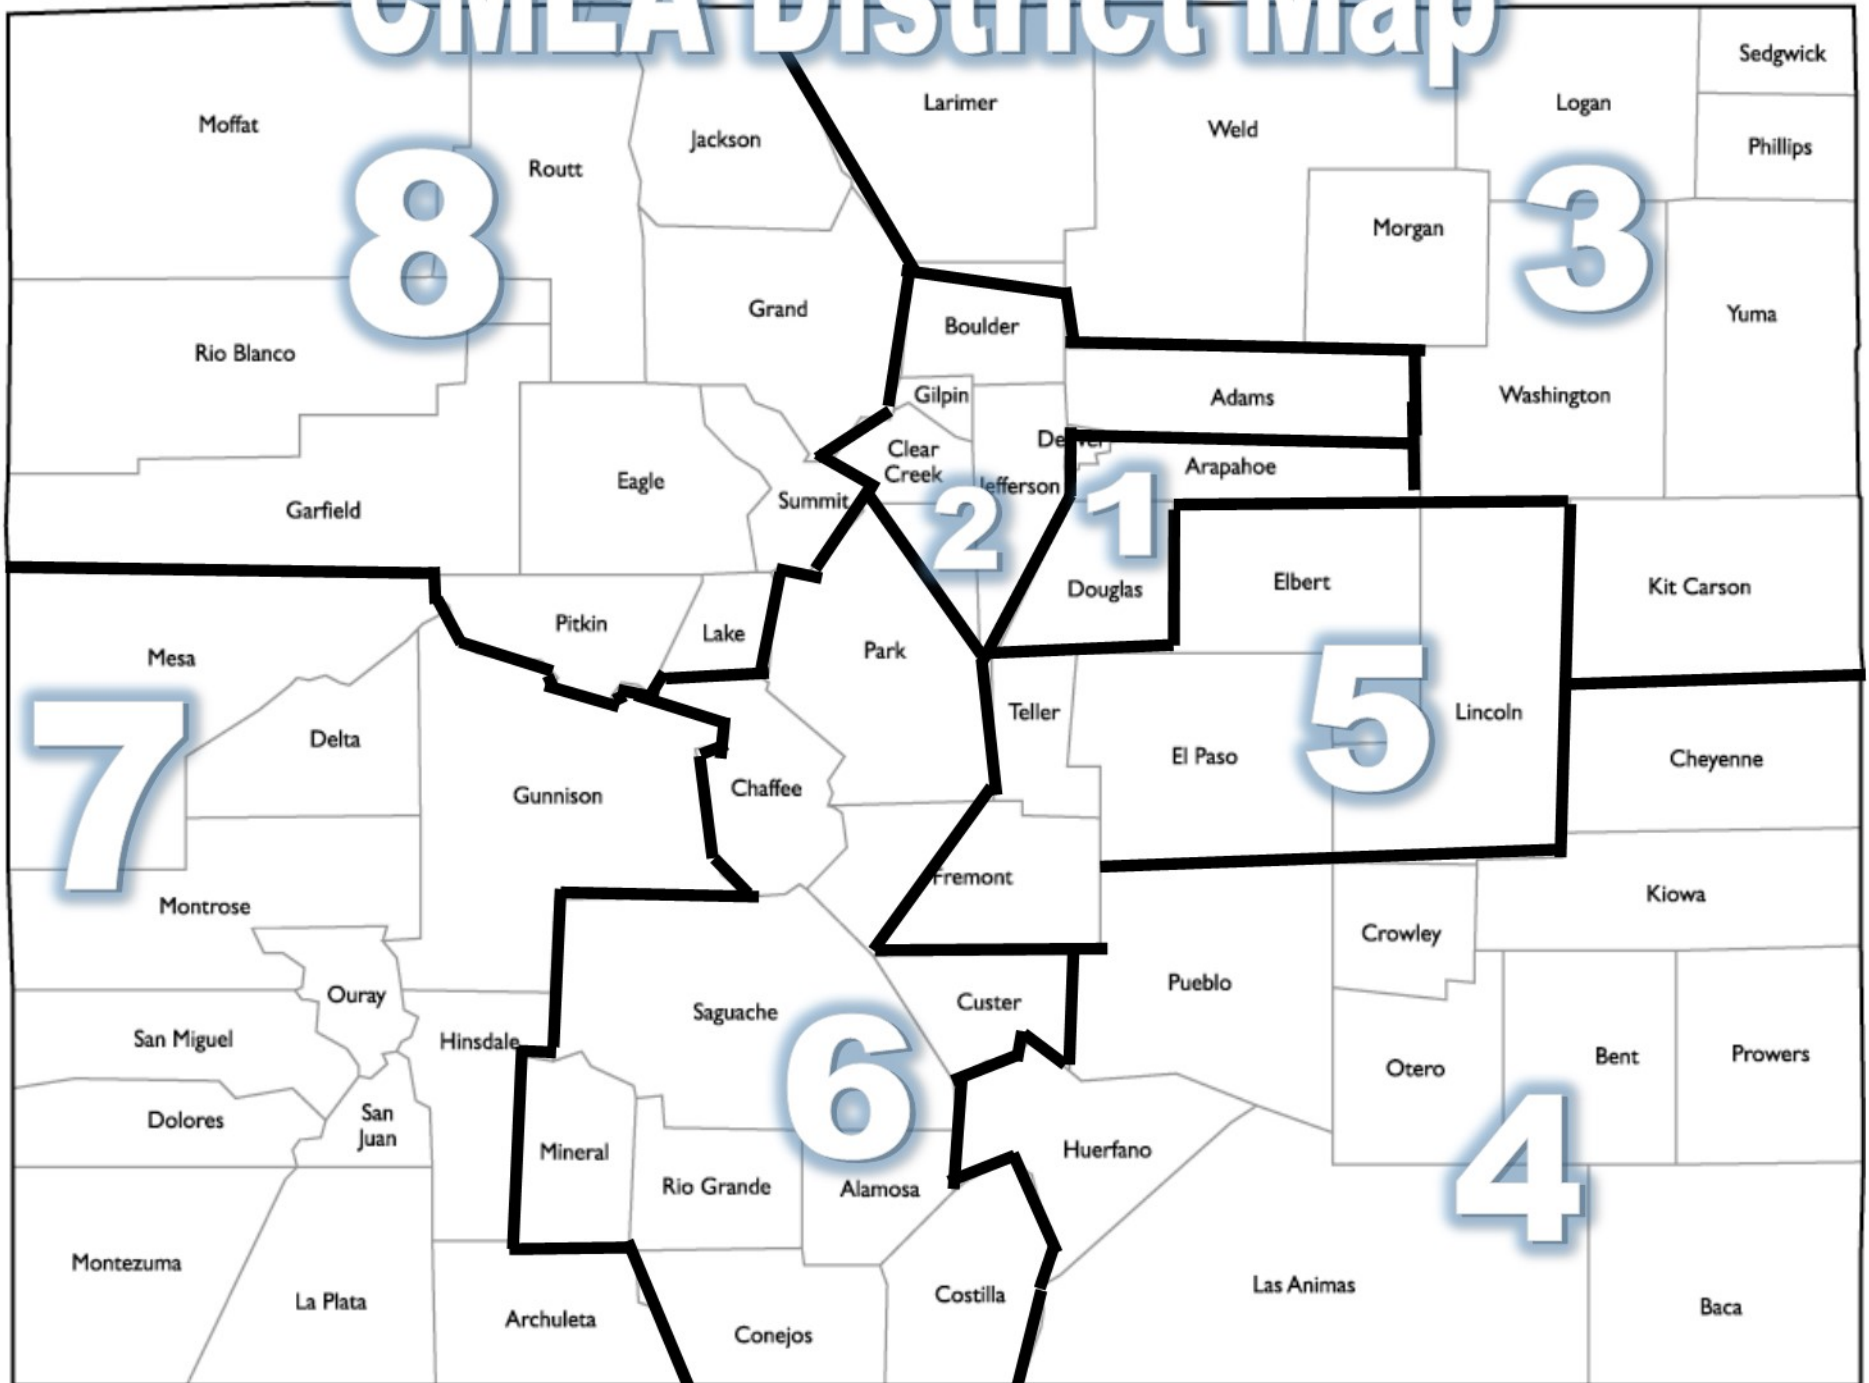 CMEA District Map
Sedgwick
Larimer
Logan
Moffat
Weld
Jackson
Phillips
Routt
8
3
Morgan
Grand
Yuma
Boulder
Rio Blanco
Gilpin
Adams
Washington
Denver
Clear
Creek
Arapahoe
Eagle
Jefferson
Summit
Garfield
2
1
Elbert
Kit Carson
Douglas
Pitkin
Lake
Park
Mesa
Teller
Lincoln
5
Delta
El Paso
Cheyenne
7
Chaffee
Gunnison
Fremont
Kiowa
Montrose
Crowley
Pueblo
Ouray
Custer
Saguache
San Miguel
Hinsdale
Bent
Prowers
Otero
6
San
Juan
Dolores
Mineral
Huerfano
4
Rio Grande
Alamosa
Montezuma
Las Animas
Costilla
La Plata
Baca
Archuleta
Conejos